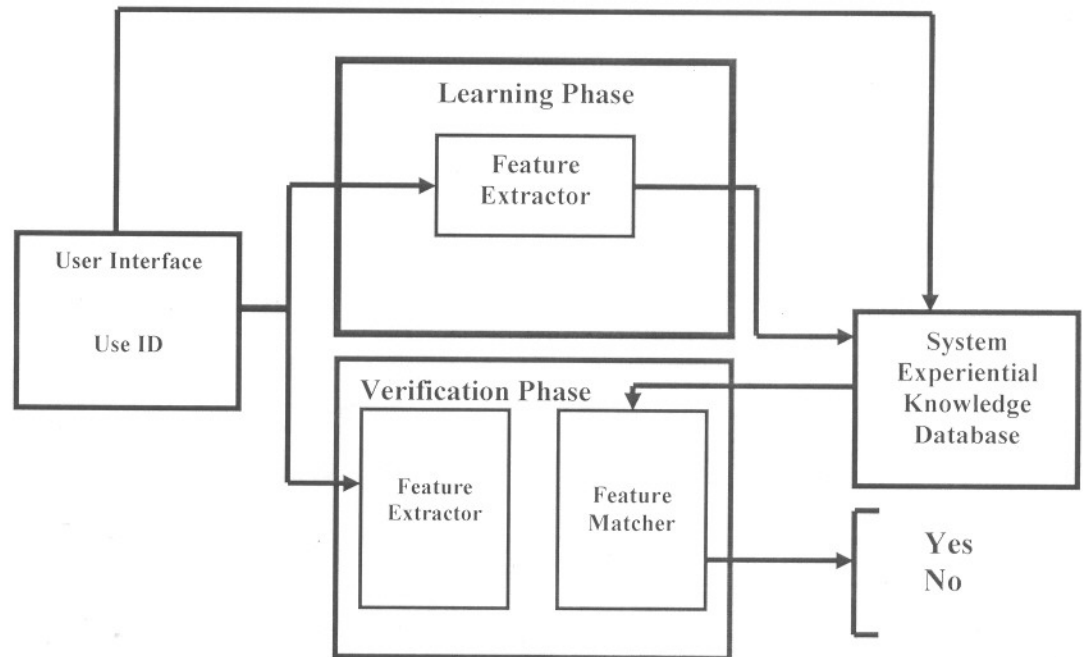 Learning Phase
Feature
Extractor
User Interface
Use ID
System
Experiential
Knowledge
Database
Verification Phase
Feature
Extractor
Feature
Matcher
Yes
No